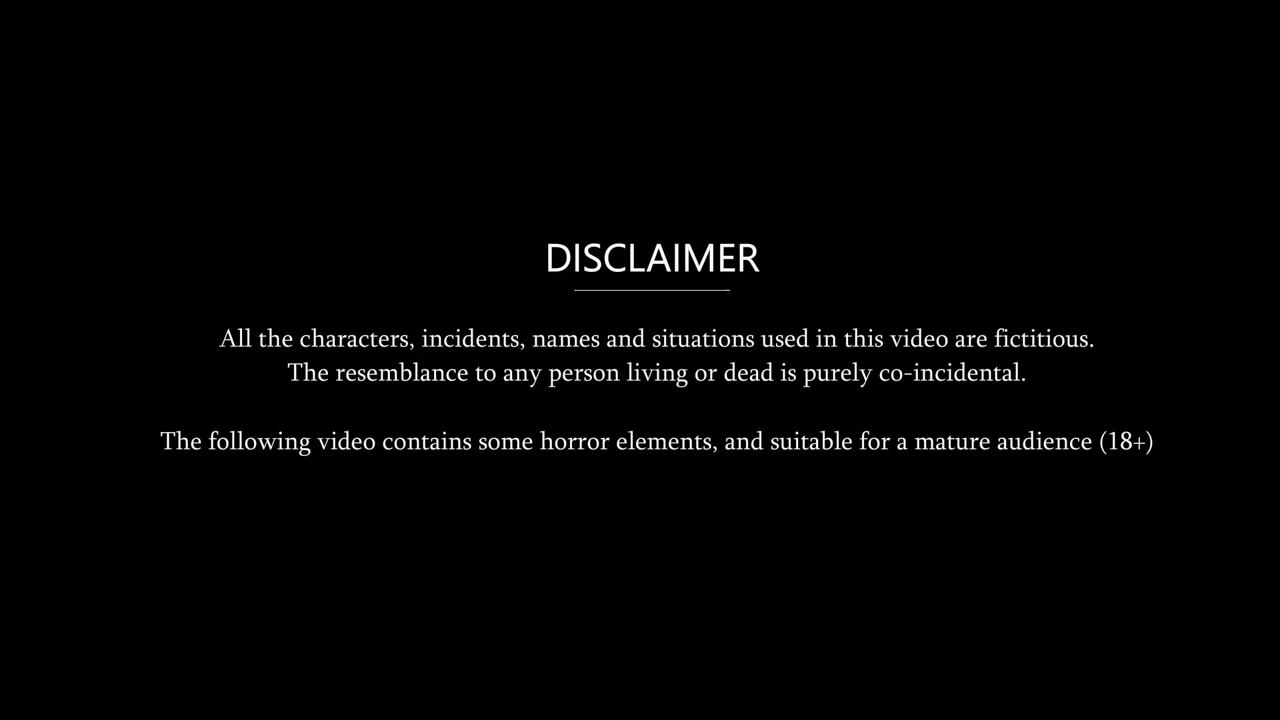 DISCLAIMER
All the characters, incidents, names and situations used in this video are fictitious.
The resemblance to any person living or dead is purely co-incidental.
The following video contains some horror elements, and suitable for a mature audience (18+)